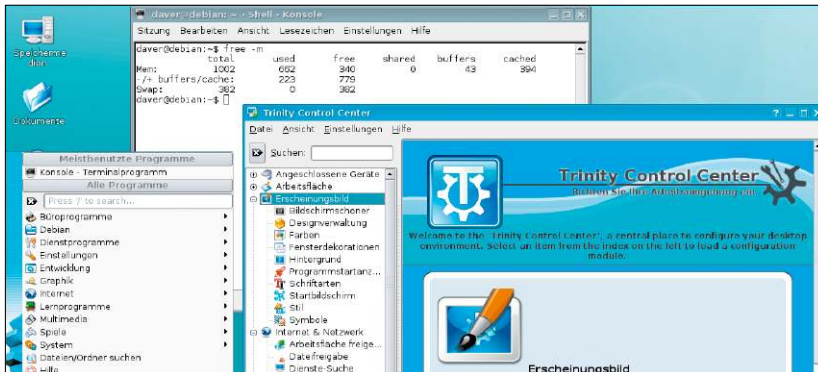 daver@debian: ~ - Shell - Konsole
Sitzung Bearbeiten Ansicht Lesezeichen Einstellungen Hilfe
daver@debian:~$ free -m
total used free shared buffers cached
Mem: 1002 662 340 0 43 394
-/+ buffers/cache: 223 779
Swap: 382 0 382
daver@debian:~$
Speicherme
dien
Dokumente
Meistbenutzte Programme
Konsole - Terminalprogramm
Alle Programme
Press '/' to search...
Büroprogramme
Debian
Dienstprogramme
Einstellungen
Entwicklung
Graphik
Internet
Lernprogramme
Multimedia
Spiele
System
Dateien/Ordner suchen
Hilfe
Trinity Control Center
Datei Ansicht Einstellungen Hilfe
Suchen:
Angeschlossene Geräte
Arbeitsfläche
Erscheinungsbild
Bildschirmschoner
Designverwaltung
Farben
Fensterdekorationen
Hintergrund
Programmstartanz...
Schriftarten
Startbildschirm
Stil
Symbole
Internet & Netzwerk
Arbeitsfläche freige...
Dateifreigabe
Dienste-Suche
Trinity Control Center
Richten Sie Ihre Arbeitsumgebung ein.
Welcome to the "Trinity Control Center", a central place to configure your desktop
environment. Select an item from the index on the left to load a configuration
module.
Erscheinungsbild